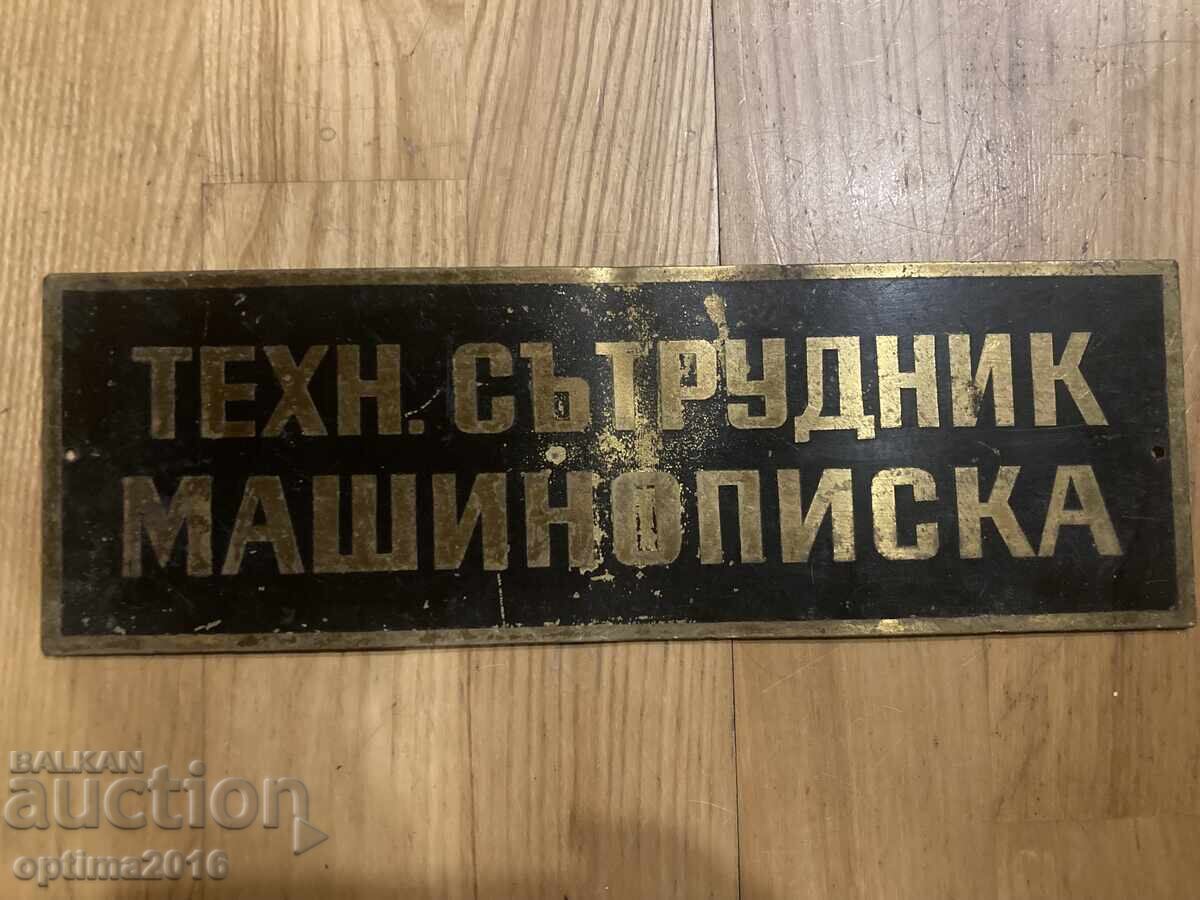 ТЕХН. СЪТРУДНИК
МАШИНОПИСКА
BALKAN
auction
optima2016